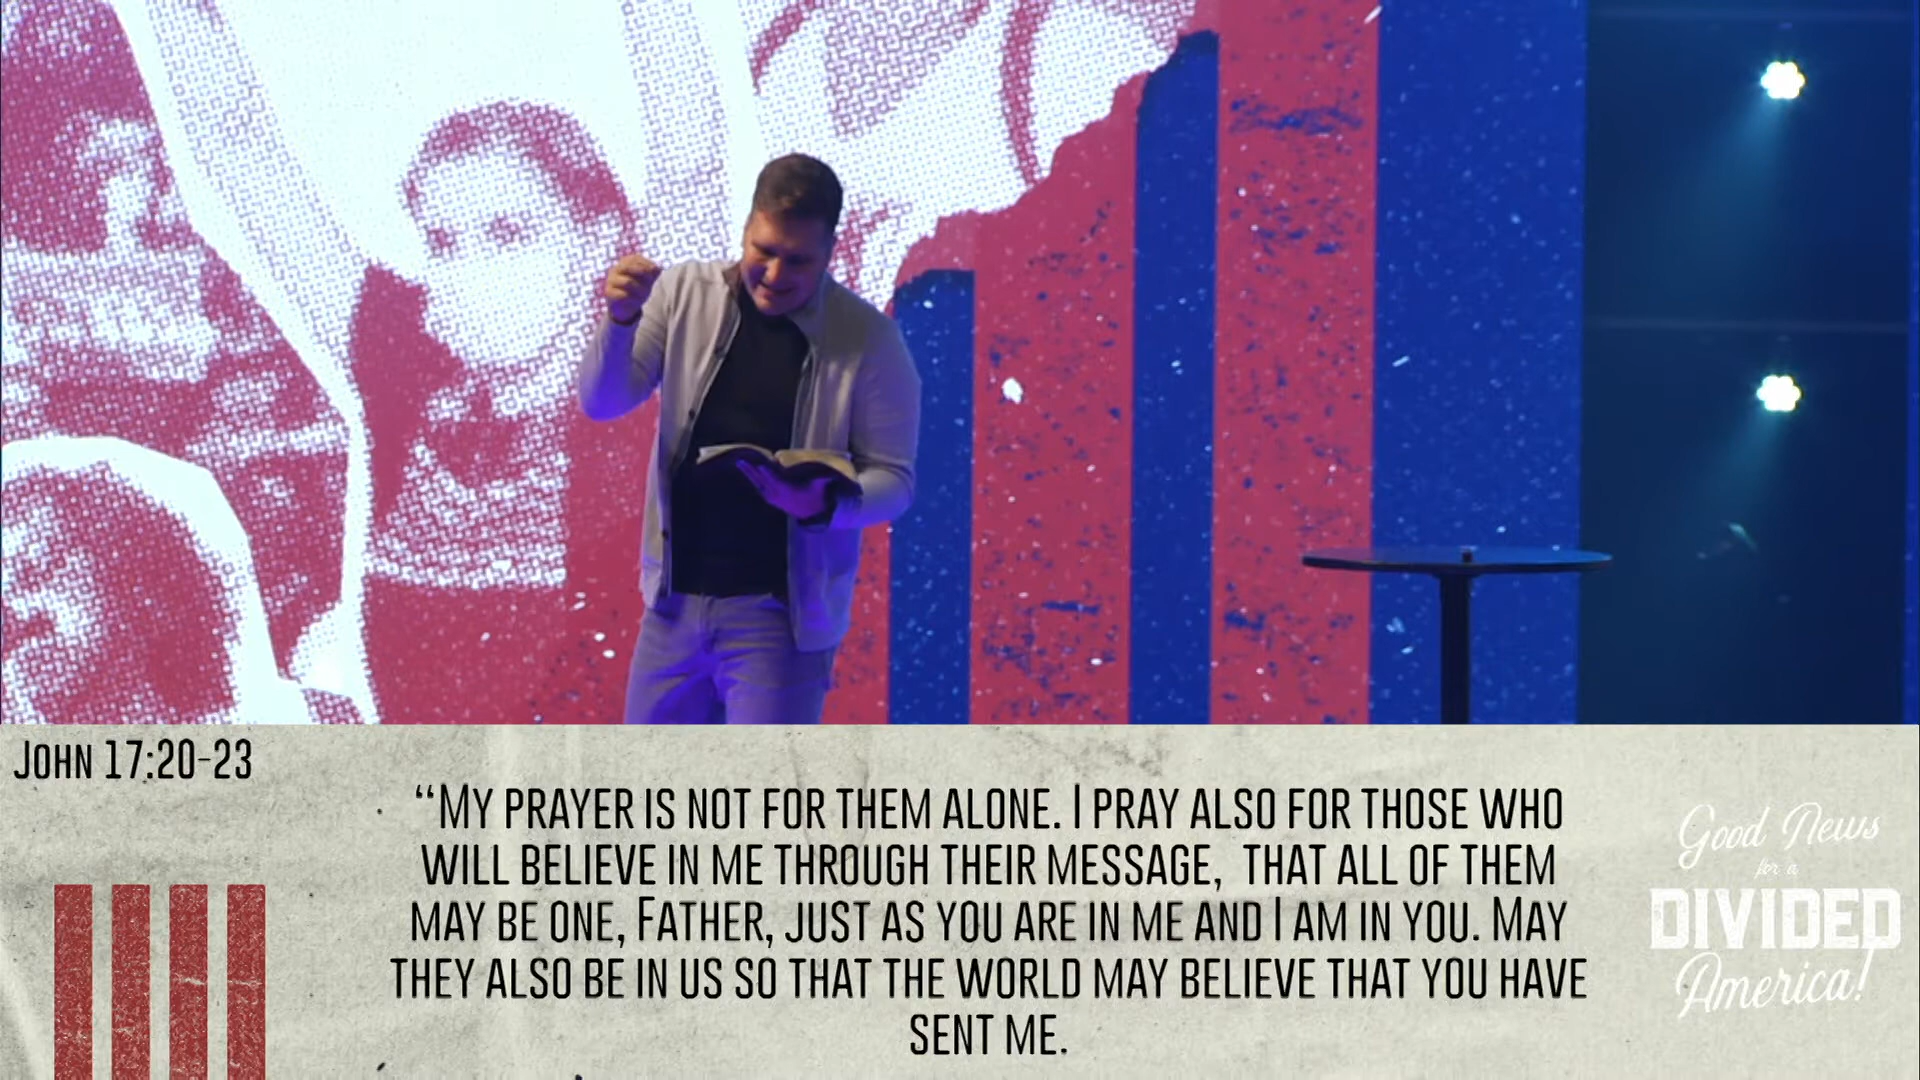 John 17:20-23
“My prayer is not for them alone. I pray also for those who
will believe in me through their message, that all of them
may be one, Father, just as you are in me and I am in you. May
they also be in us so that the world may believe that you have
sent me.
Good News
for a
DIVIDED
America!